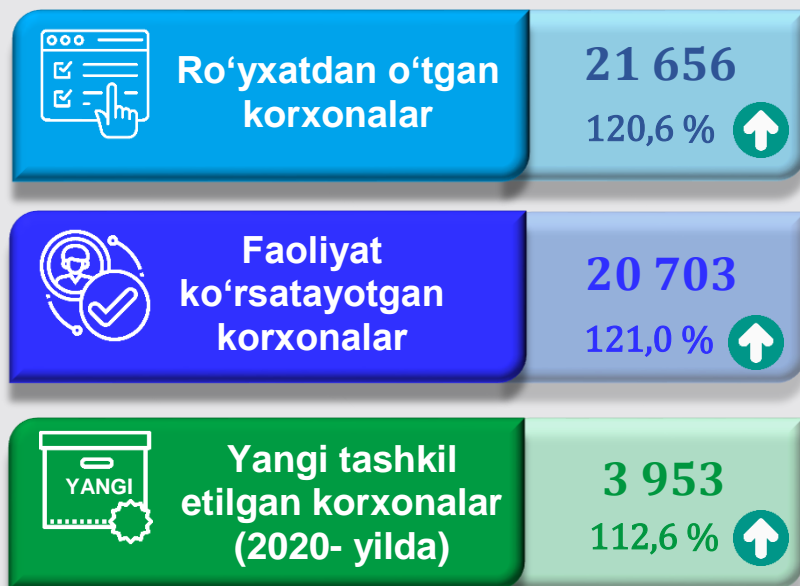 Ro‘yxatdan o‘tgan
korxonalar
21 656
120,6 %
Faoliyat
ko‘rsatayotgan
korxonalar
20 703
121,0 %
YANGI
Yangi tashkil
etilgan korxonalar
(2020- yilda)
3 953
112,6 %